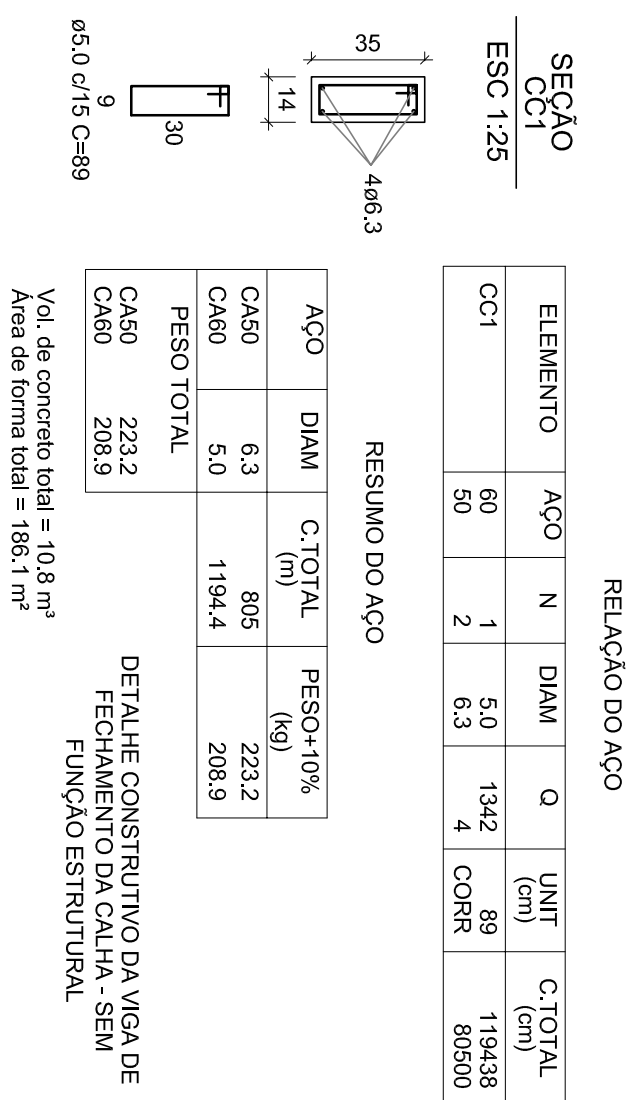 RELAÇÃO DO AÇO
ELEMENTO AÇO N DIAM Q UNIT (cm) C.TOTAL (cm)
CC1 60 1 5.0 1342 89 119438
50 2 6.3 4 CORR 80500
RESUMO DO AÇO
AÇO DIAM C.TOTAL (m) PESO+10% (kg)
CA50 6.3 805 223.2
CA60 5.0 1194.4 208.9
PESO TOTAL
CA50 223.2
CA60 208.9
Vol. de concreto total = 10.8 m³
Área de forma total = 186.1 m²
SEÇÃO
CC1
ESC 1:25
35
14
4ø6.3
30
9
ø5.0 c/15 C=89
DETALHE CONSTRUTIVO DA VIGA DE
FECHAMENTO DA CALHA - SEM
FUNÇÃO ESTRUTURAL